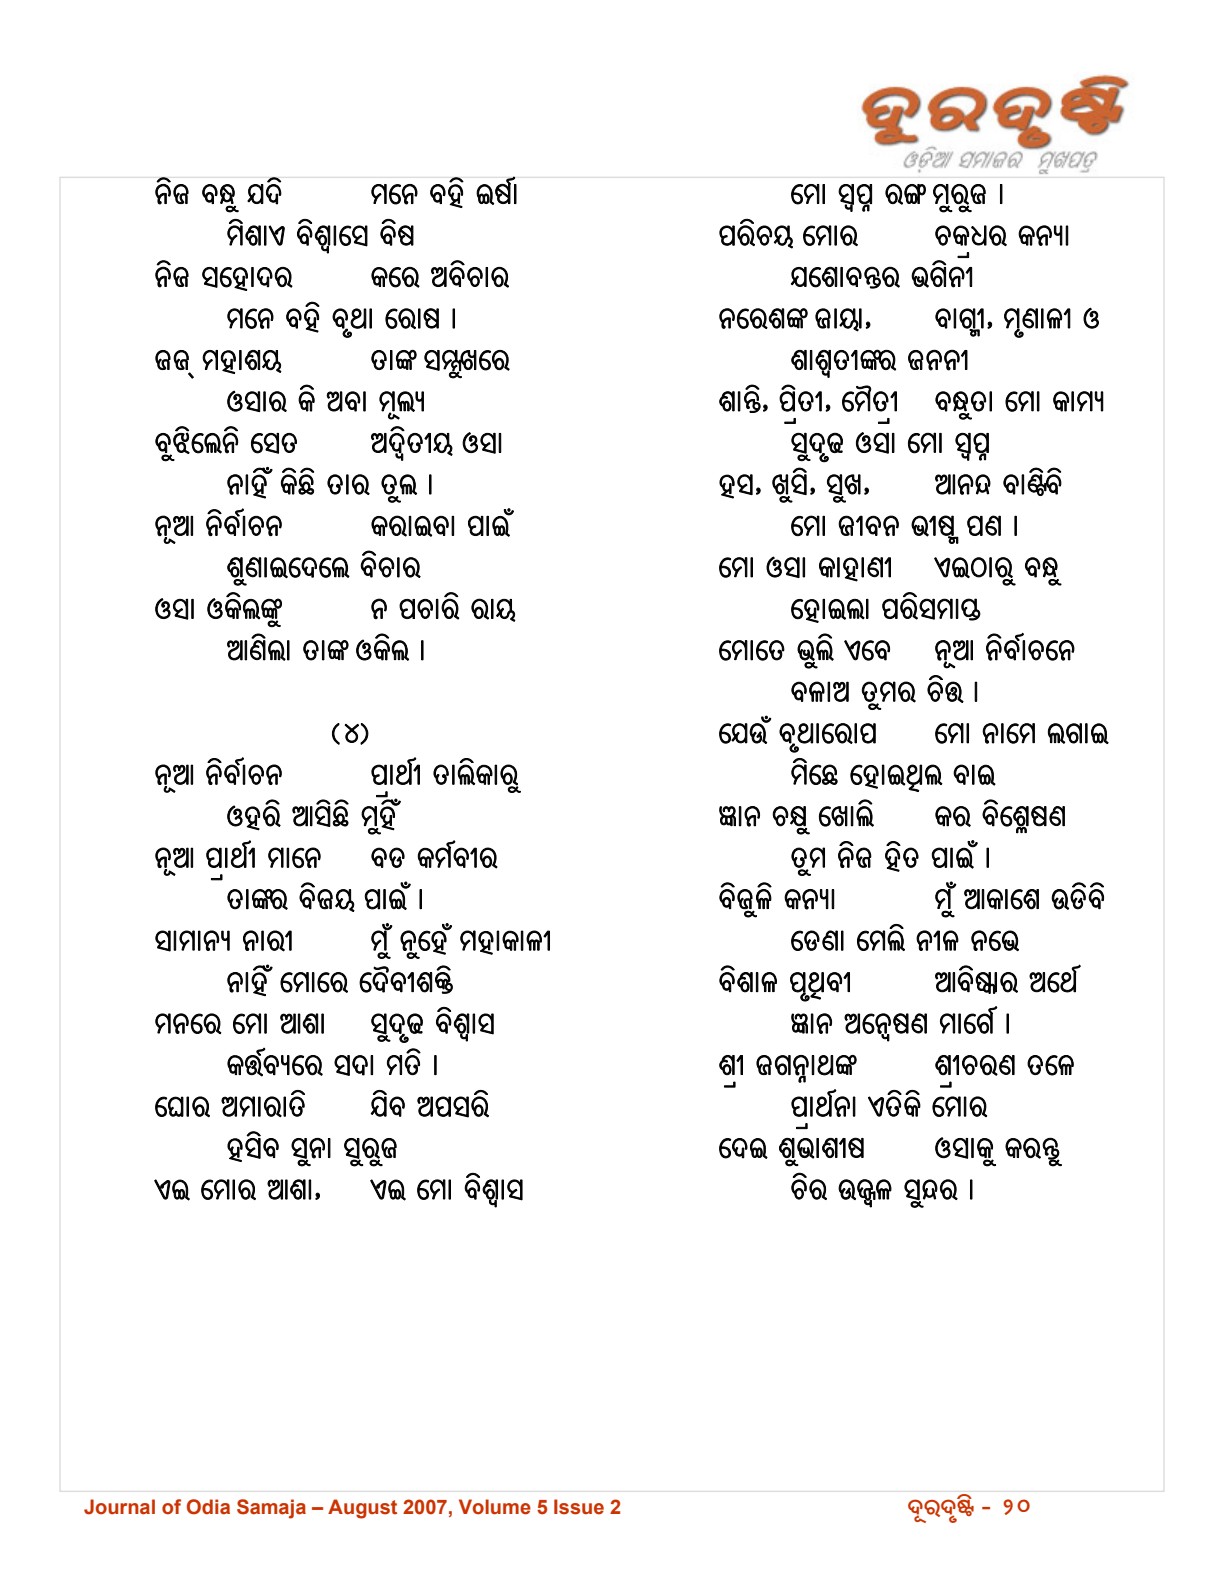 ଦୁରଦୃଷ୍ଟି
ଓଡ଼ିଆ ସମାଜର ମୁଖପତ୍ର
ନିଜ ବନ୍ଧୁ ଯଦି ମନେ ବହି ଇର୍ଷା
ମିଶାଏ ବିଶ୍ୱାସେ ବିଷ
ନିଜ ସହୋଦର କରେ ଅବିଚାର
ମନେ ବହି ବୃଥା ରୋଷ ।
ଜଜ୍ ମହାଶୟ ତାଙ୍କ ସମ୍ମୁଖରେ
ଓସାର କି ଅବା ମୂଲ୍ୟ
ବୁଝିଲେନି ସେତ ଅଦ୍ୱିତୀୟ ଓସା
ନାହିଁ କିଛି ତାର ତୁଲ ।
ନୂଆ ନିର୍ବାଚନ କରାଇବା ପାଇଁ
ଶୁଣାଇଦେଲେ ବିଚାର
ଓସା ଓକିଲଙ୍କୁ ନ ପଚାରି ରାୟ
ଆଣିଲା ତାଙ୍କ ଓକିଲ ।
(୪)
ନୂଆ ନିର୍ବାଚନ ପ୍ରାର୍ଥୀ ତାଲିକାରୁ
ଓହରି ଆସିଛି ମୁହିଁ
ନୂଆ ପ୍ରାର୍ଥୀ ମାନେ ବଡ କର୍ମବୀର
ତାଙ୍କର ବିଜୟ ପାଇଁ ।
ସାମାନ୍ୟ ନାରୀ ମୁଁ ନୁହେଁ ମହାକାଳୀ
ନାହିଁ ମୋରେ ଦୈବୀଶକ୍ତି
ମନରେ ମୋ ଆଶା ସୁଦୃଢ ବିଶ୍ୱାସ
କର୍ତ୍ତବ୍ୟରେ ସଦା ମତି ।
ଘୋର ଅମାରାତି ଯିବ ଅପସରି
ହସିବ ସୁନା ସୁରୁଜ
ଏଇ ମୋର ଆଶା, ଏଇ ମୋ ବିଶ୍ୱାସ
ମୋ ସ୍ୱପ୍ନ ରଙ୍ଗ ମୁରୁଜ ।
ପରିଚୟ ମୋର ଚକ୍ରଧର କନ୍ୟା
ଯଶୋବନ୍ତର ଭଗିନୀ
ନରେଶଙ୍କ ଜାୟା, ବାଗ୍ମୀ, ମୃଣାଳୀ ଓ
ଶାଶ୍ୱତୀଙ୍କର ଜନନୀ
ଶାନ୍ତି, ପ୍ରିତୀ, ମୈତ୍ରୀ ବନ୍ଧୁତା ମୋ କାମ୍ୟ
ସୁଦୃଢ ଓସା ମୋ ସ୍ୱପ୍ନ
ହସ, ଖୁସି, ସୁଖ, ଆନନ୍ଦ ବାଣ୍ଟିବି
ମୋ ଜୀବନ ଭୀଷ୍ମ ପଣ ।
ମୋ ଓସା କାହାଣୀ ଏଇଠାରୁ ବନ୍ଧୁ
ହୋଇଲା ପରିସମାପ୍ତ
ମୋତେ ଭୁଲି ଏବେ ନୂଆ ନିର୍ବାଚନେ
ବଳାଅ ତୁମର ଚିତ୍ତ ।
ଯେଉଁ ବୃଥାରୋପ ମୋ ନାମେ ଲଗାଇ
ମିଛେ ହୋଇଥିଲ ବାଇ
ଜ୍ଞାନ ଚକ୍ଷୁ ଖୋଲି କର ବିଶ୍ଳେଷଣ
ତୁମ ନିଜ ହିତ ପାଇଁ ।
ବିଜୁଳି କନ୍ୟା ମୁଁ ଆକାଶେ ଉଡିବି
ଡେଣା ମେଲି ନୀଳ ନଭେ
ବିଶାଳ ପୃଥିବୀ ଆବିଷ୍କାର ଅର୍ଥେ
ଜ୍ଞାନ ଅନ୍ୱେଷଣ ମାର୍ଗେ ।
ଶ୍ରୀ ଜଗନ୍ନାଥଙ୍କ ଶ୍ରୀଚରଣ ତଳେ
ପ୍ରାର୍ଥନା ଏତିକି ମୋର
ଦେଇ ଶୁଭାଶୀଷ ଓସାକୁ କରନ୍ତୁ
ଚିର ଉଜ୍ଜ୍ୱଳ ସୁନ୍ଦର ।
Journal of Odia Samaja – August 2007, Volume 5 Issue 2 ଦୂରଦୃଷ୍ଟି - ୨୦